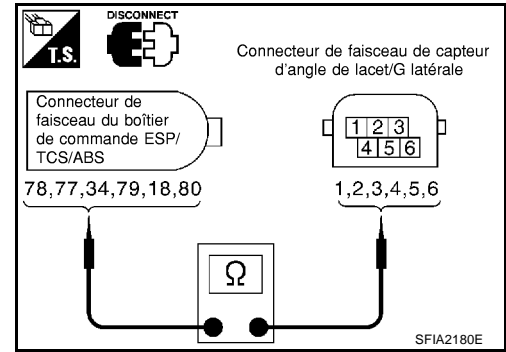 DISCONNECT
T.S.
Connecteur de faisceau de capteur
d'angle de lacet/G latérale
Connecteur de
faisceau du boîtier
de commande ESP/
TCS/ABS
1 2 3
4 5 6
78,77,34,79,18,80
1,2,3,4,5,6
Ω
SFIA2180E